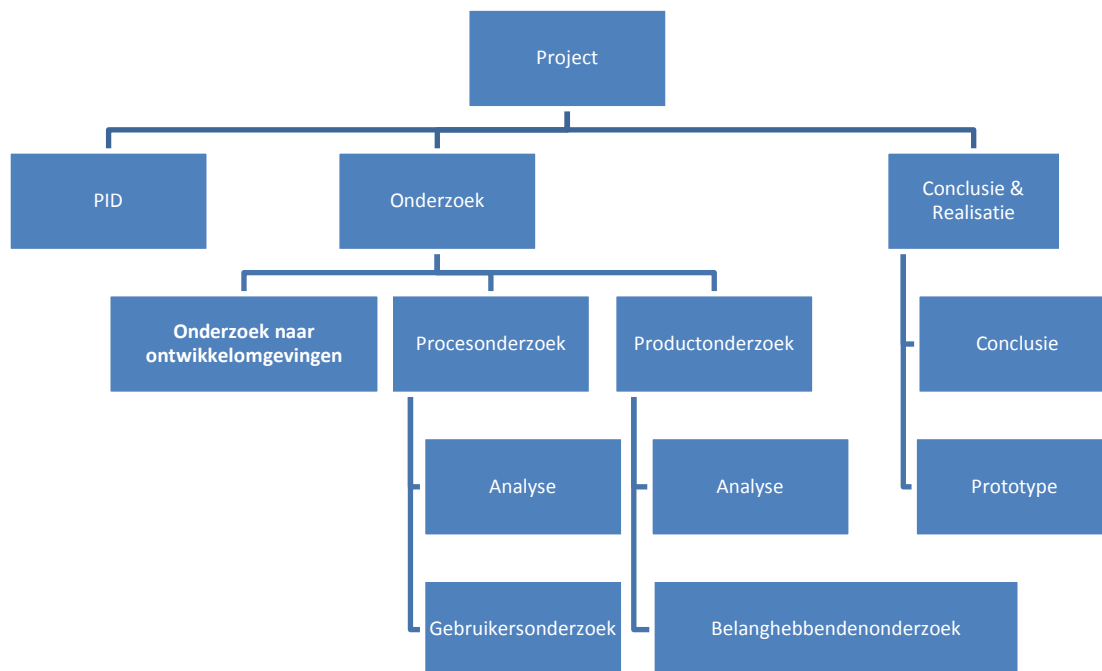 Project
PID
Onderzoek
Conclusie &
Realisatie
Onderzoek naar
ontwikkelomgevingen
Procesonderzoek
Productonderzoek
Conclusie
Analyse
Analyse
Prototype
Gebruikersonderzoek
Belanghebbendenonderzoek